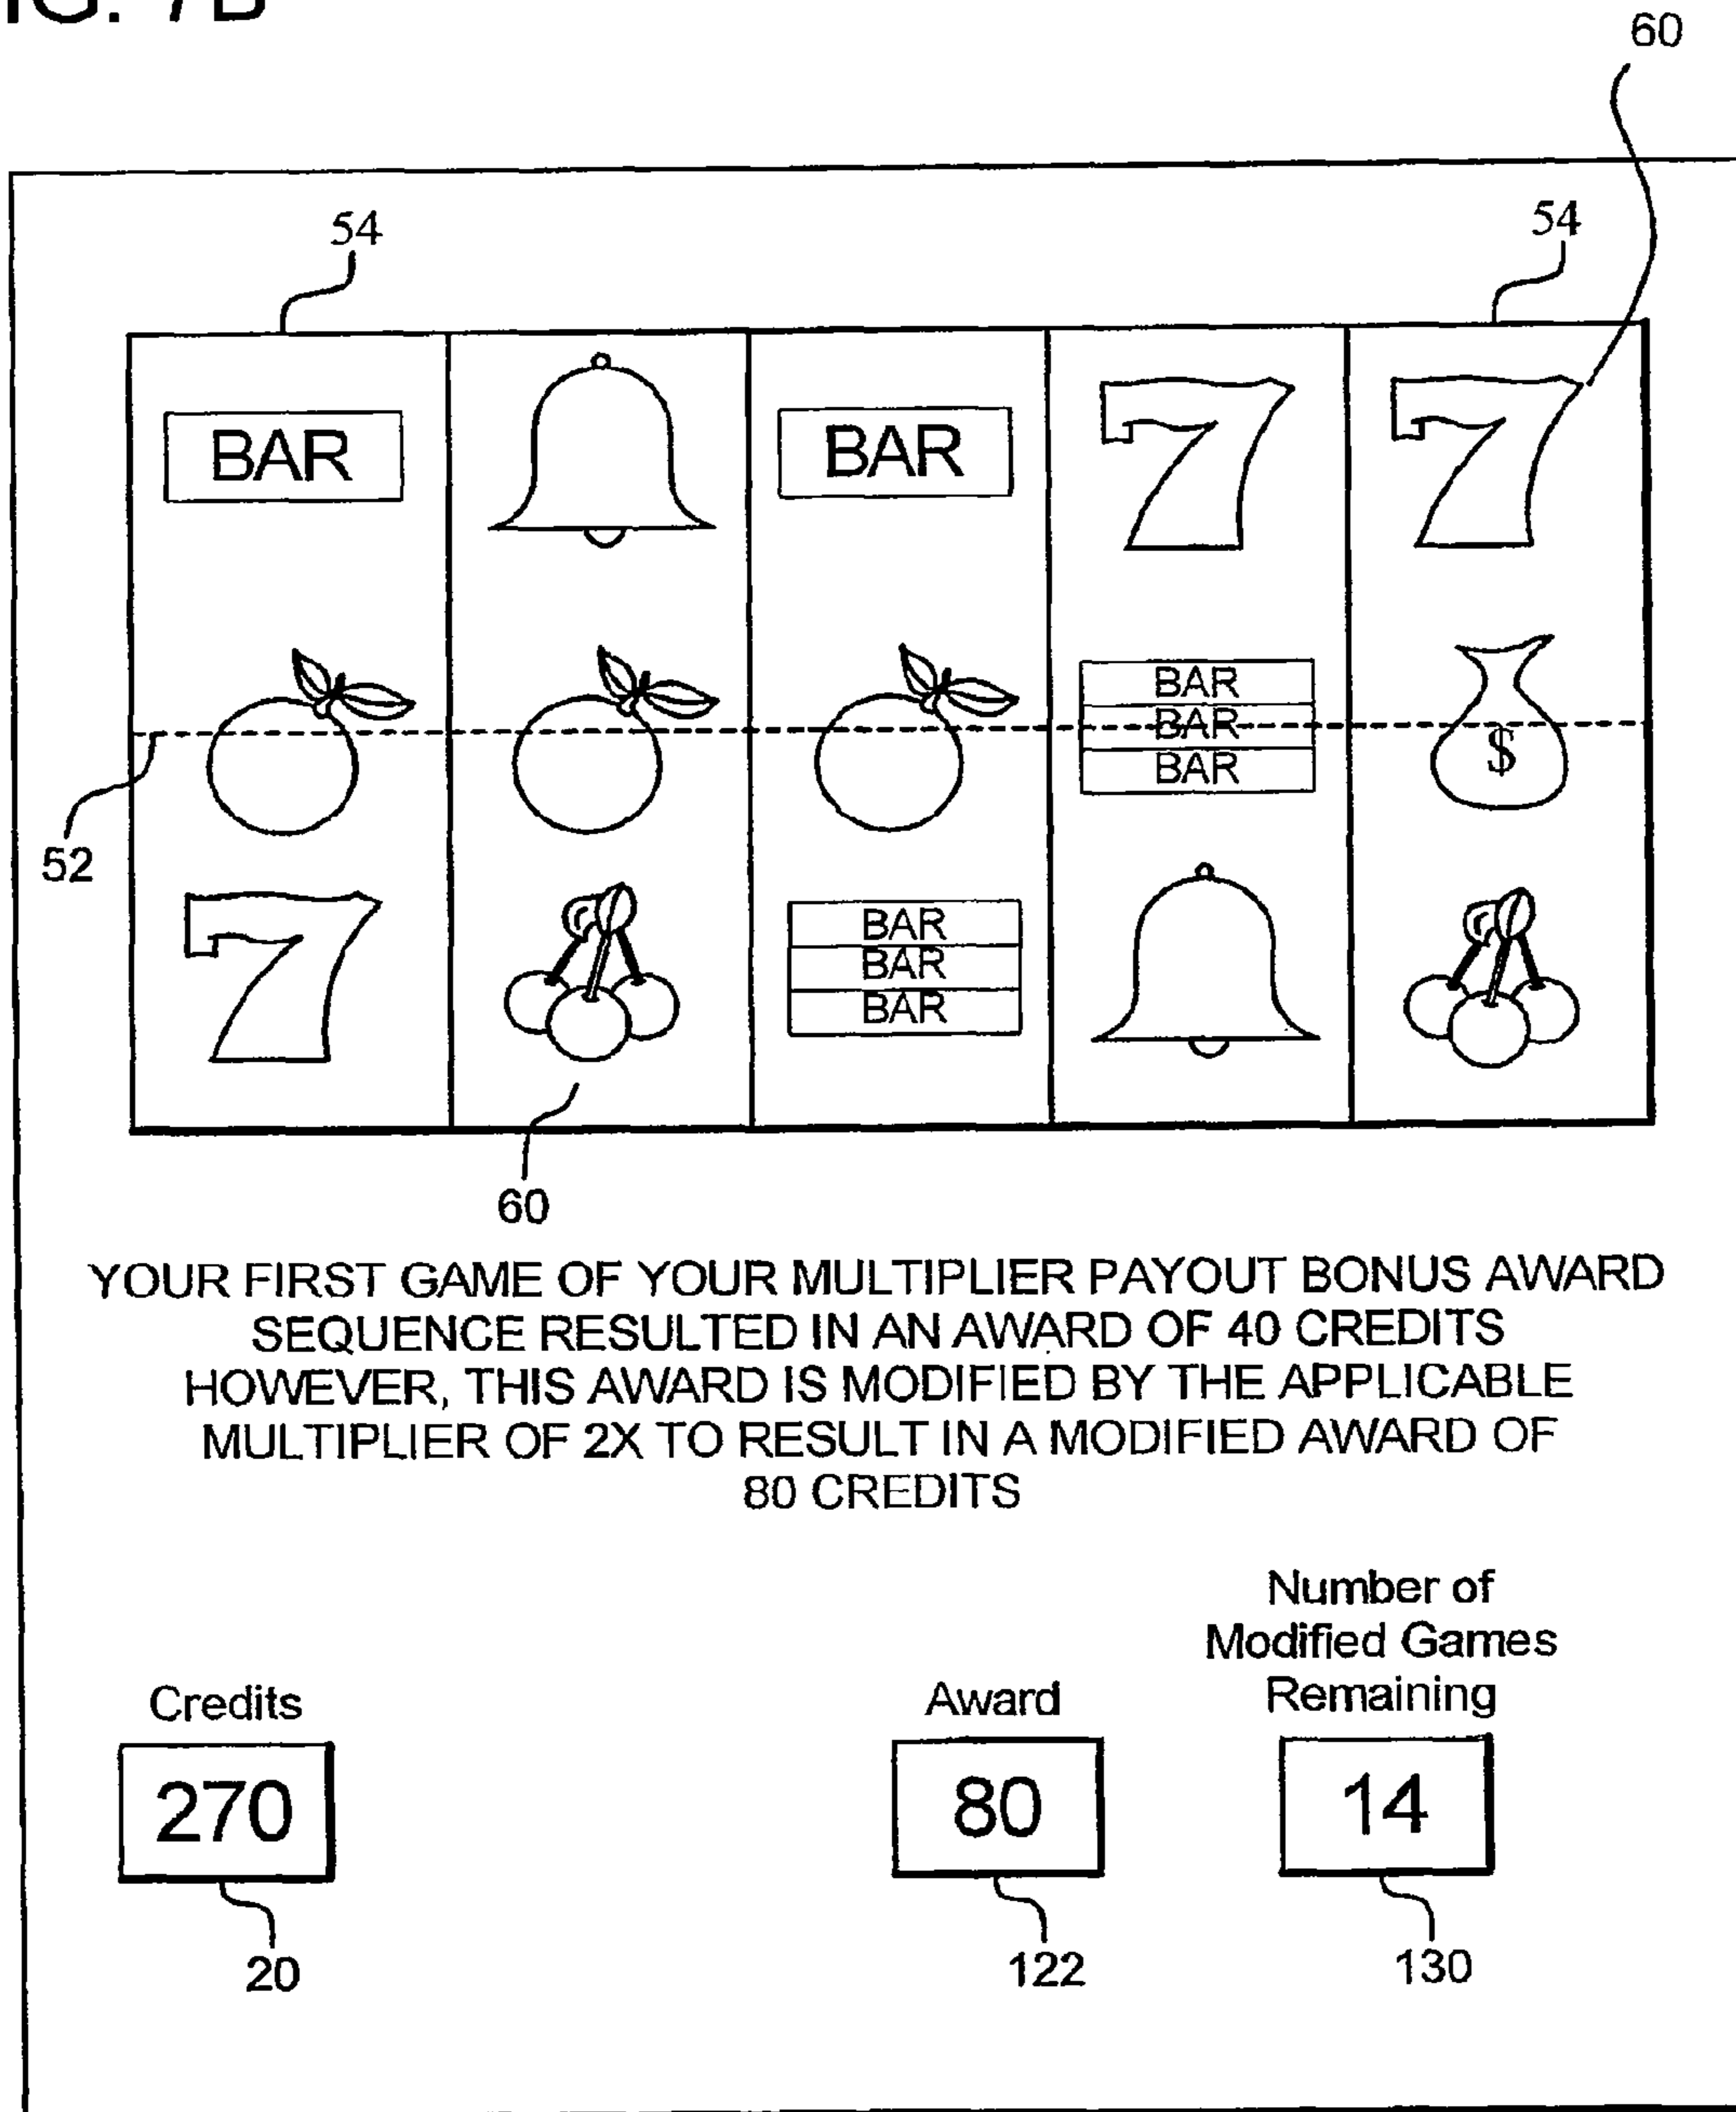 IG. 7B
60
54 54
BAR BAR
BAR
BAR
BAR
$
52
BAR
BAR
BAR
60
YOUR FIRST GAME OF YOUR MULTIPLIER PAYOUT BONUS AWARD
SEQUENCE RESULTED IN AN AWARD OF 40 CREDITS
HOWEVER, THIS AWARD IS MODIFIED BY THE APPLICABLE
MULTIPLIER OF 2X TO RESULT IN A MODIFIED AWARD OF
80 CREDITS
Number of
Modified Games
Remaining
Credits Award
270 80 14
20 122 130